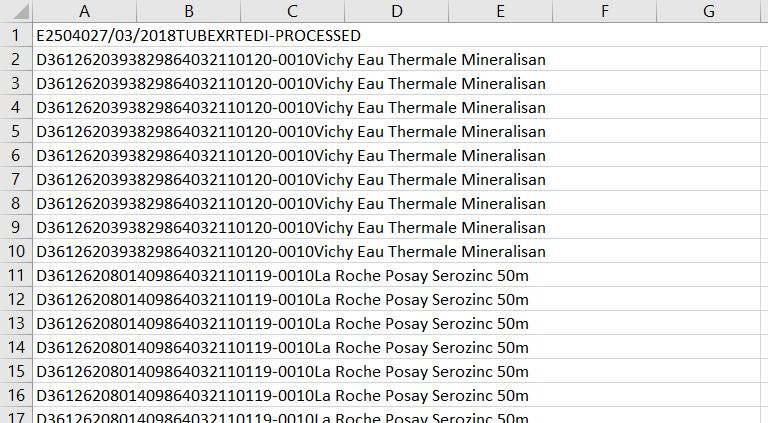 A B C D E F G
1 E2504027/03/2018TUBEXRTEDI-PROCESSED
2 D3612620393829864032110120-0010Vichy Eau Thermale Mineralisan
3 D3612620393829864032110120-0010Vichy Eau Thermale Mineralisan
4 D3612620393829864032110120-0010Vichy Eau Thermale Mineralisan
5 D3612620393829864032110120-0010Vichy Eau Thermale Mineralisan
6 D3612620393829864032110120-0010Vichy Eau Thermale Mineralisan
7 D3612620393829864032110120-0010Vichy Eau Thermale Mineralisan
8 D3612620393829864032110120-0010Vichy Eau Thermale Mineralisan
9 D3612620393829864032110120-0010Vichy Eau Thermale Mineralisan
10 D3612620393829864032110120-0010Vichy Eau Thermale Mineralisan
11 D3612620801409864032110119-0010La Roche Posay Serozinc 50m
12 D3612620801409864032110119-0010La Roche Posay Serozinc 50m
13 D3612620801409864032110119-0010La Roche Posay Serozinc 50m
14 D3612620801409864032110119-0010La Roche Posay Serozinc 50m
15 D3612620801409864032110119-0010La Roche Posay Serozinc 50m
16 D3612620801409864032110119-0010La Roche Posay Serozinc 50m
17 D3612620801409864032110119-0010La Roche Posay Serozinc 50m